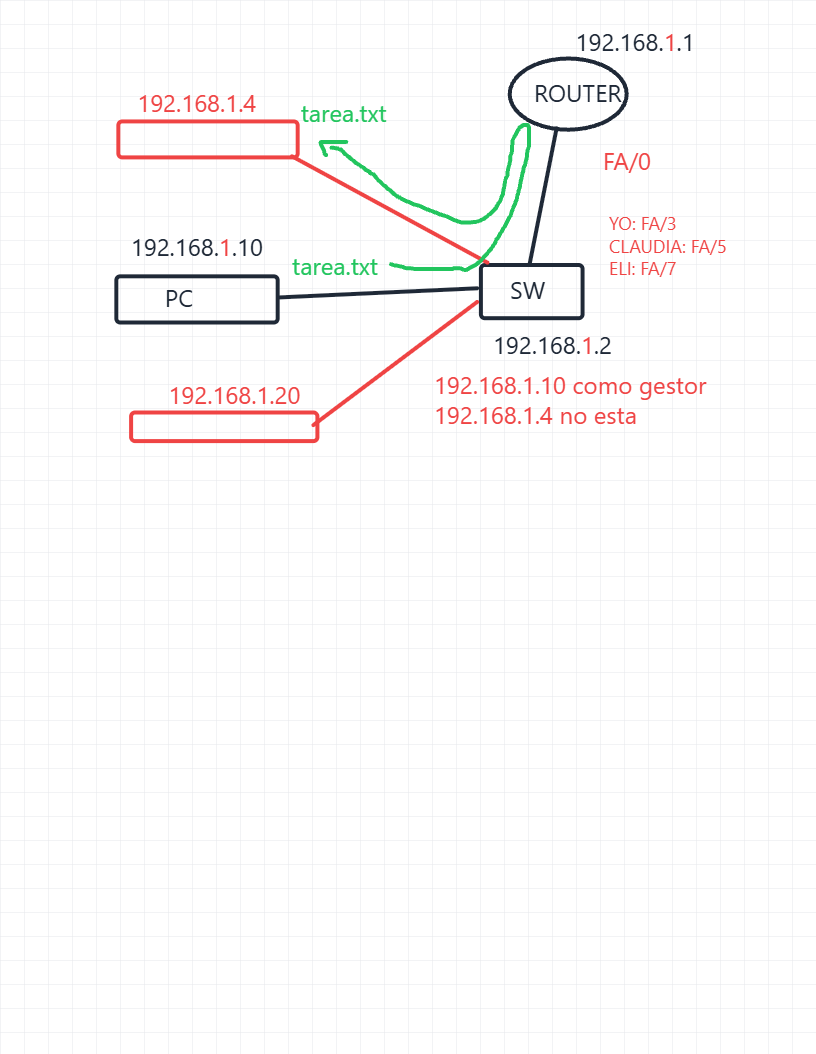 192.168.1.1
ROUTER
192.168.1.4
tarea.txt
FA/0
YO: FA/3
CLAUDIA: FA/5
ELI: FA/7
192.168.1.10
tarea.txt
PC
SW
192.168.1.2
192.168.1.10 como gestor
192.168.1.4 no esta
192.168.1.20